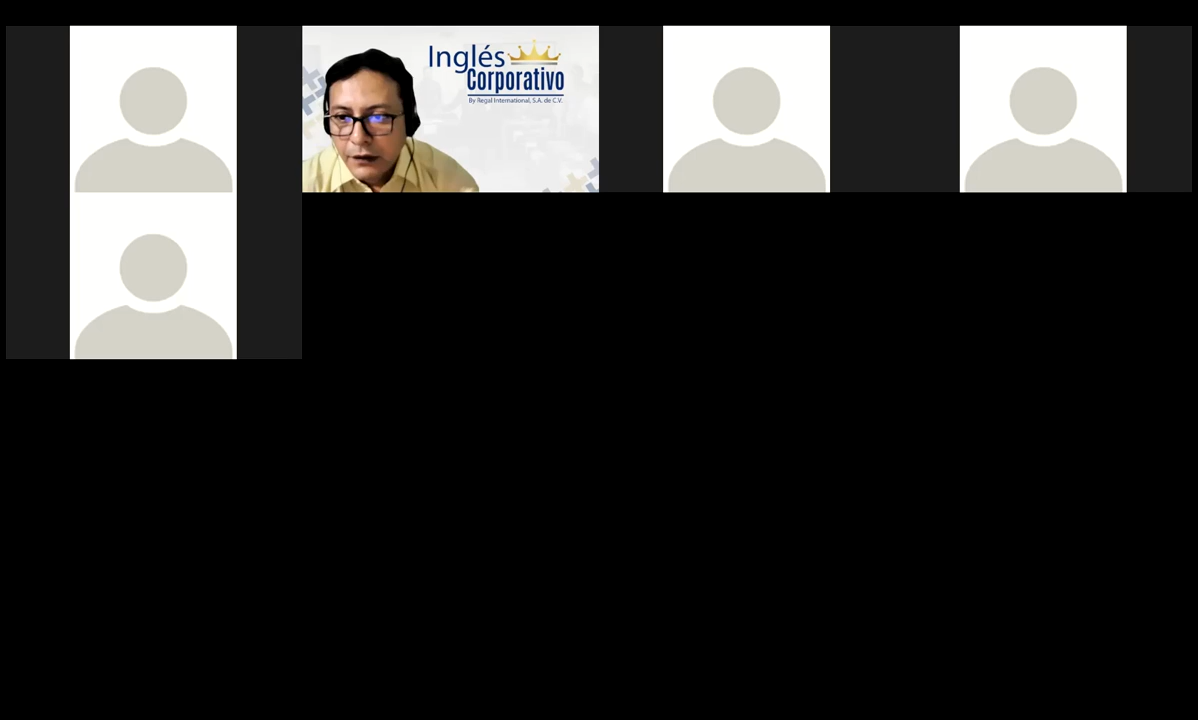 Inglés
Corporativo
By Regal International, S.A. de C.V.